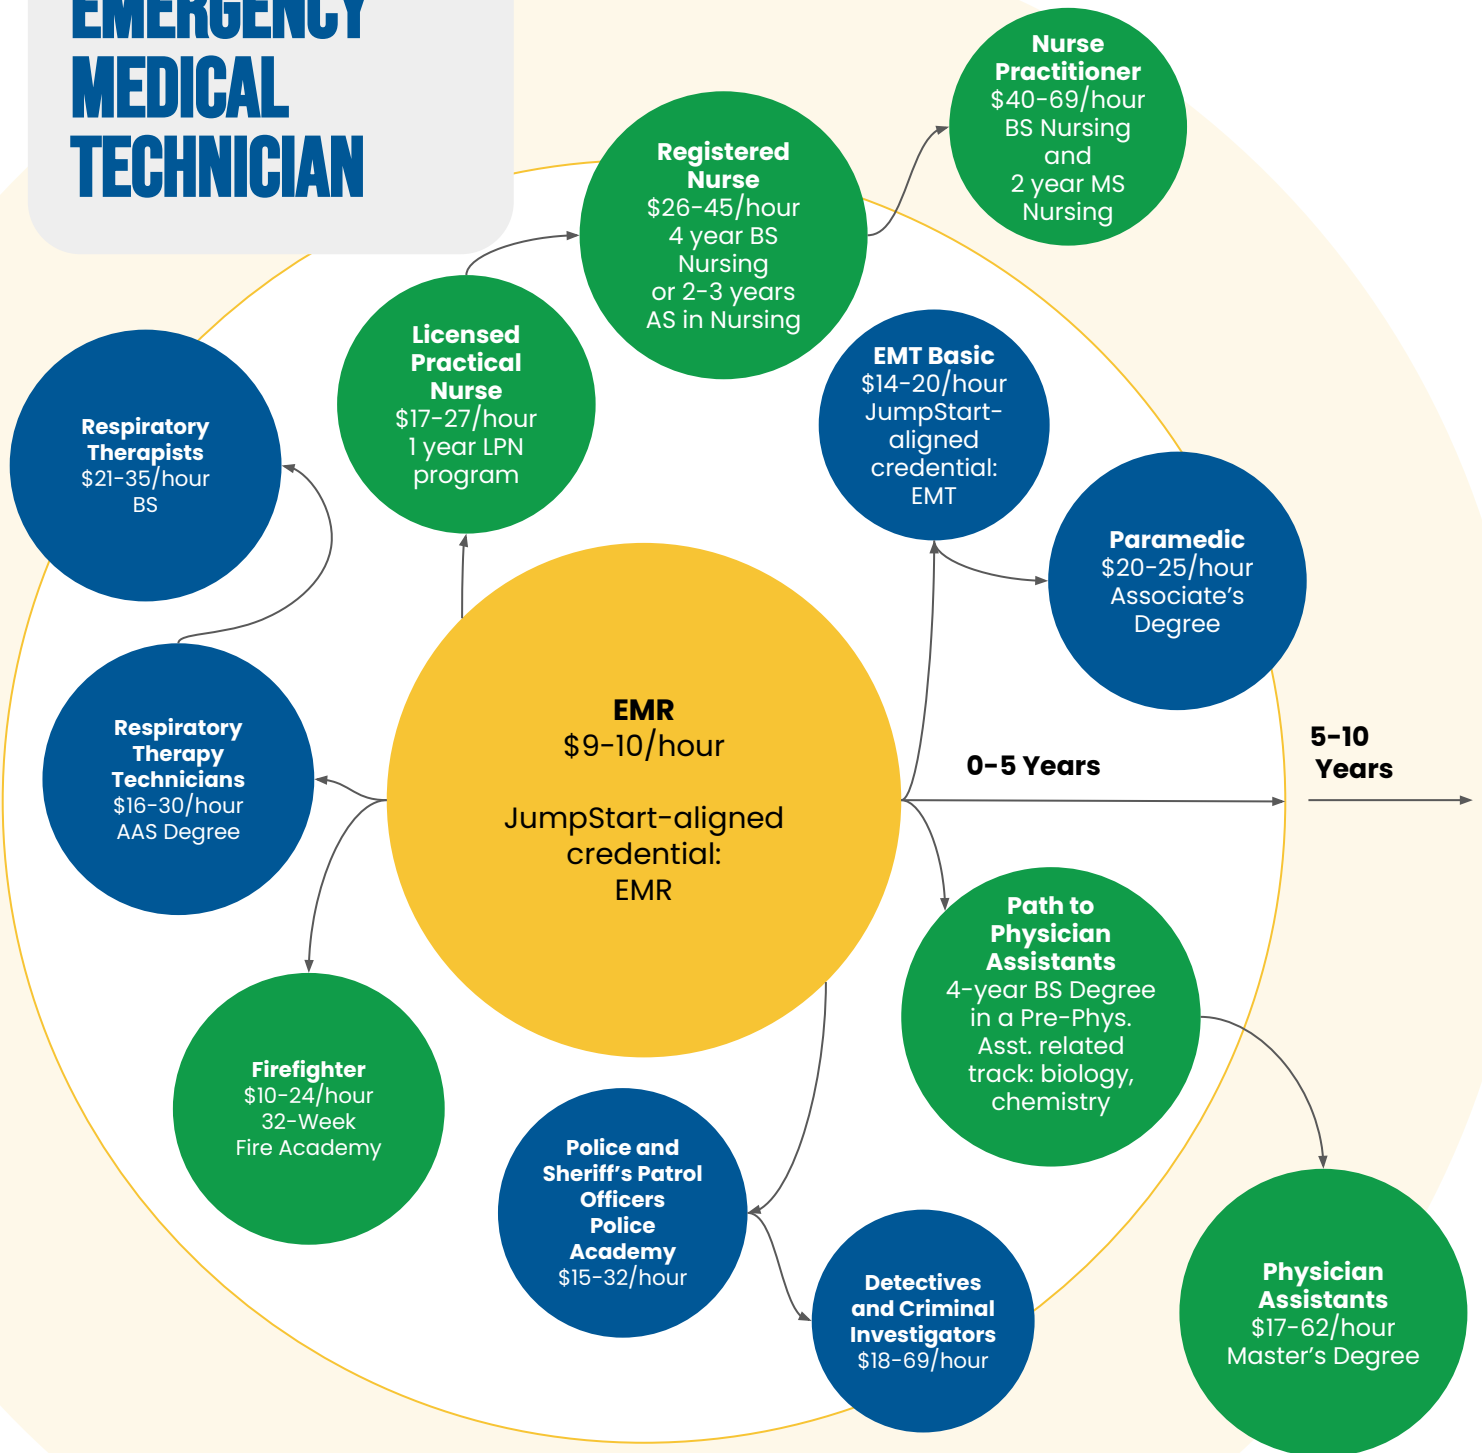 EMERGENCY
MEDICAL
TECHNICIAN
Nurse
Practitioner
$40-69/hour
BS Nursing
and
2 year MS
Nursing
Registered
Nurse
$26-45/hour
4 year BS
Nursing
or 2-3 years
AS in Nursing
Licensed
Practical
Nurse
$17-27/hour
1 year LPN
program
EMT Basic
$14-20/hour
JumpStart-
aligned
credential:
EMT
Respiratory
Therapists
$21-35/hour
BS
Paramedic
$20-25/hour
Associate’s
Degree
Respiratory
Therapy
Technicians
$16-30/hour
AAS Degree
EMR
$9-10/hour
JumpStart-aligned
credential:
EMR
0-5 Years
5-10
Years
Path to
Physician
Assistants
4-year BS Degree
in a Pre-Phys.
Asst. related
track: biology,
chemistry
Firefighter
$10-24/hour
32-Week
Fire Academy
Police and
Sheriff’s Patrol
Officers
Police
Academy
$15-32/hour
Detectives
and Criminal
Investigators
$18-69/hour
Physician
Assistants
$17-62/hour
Master’s Degree